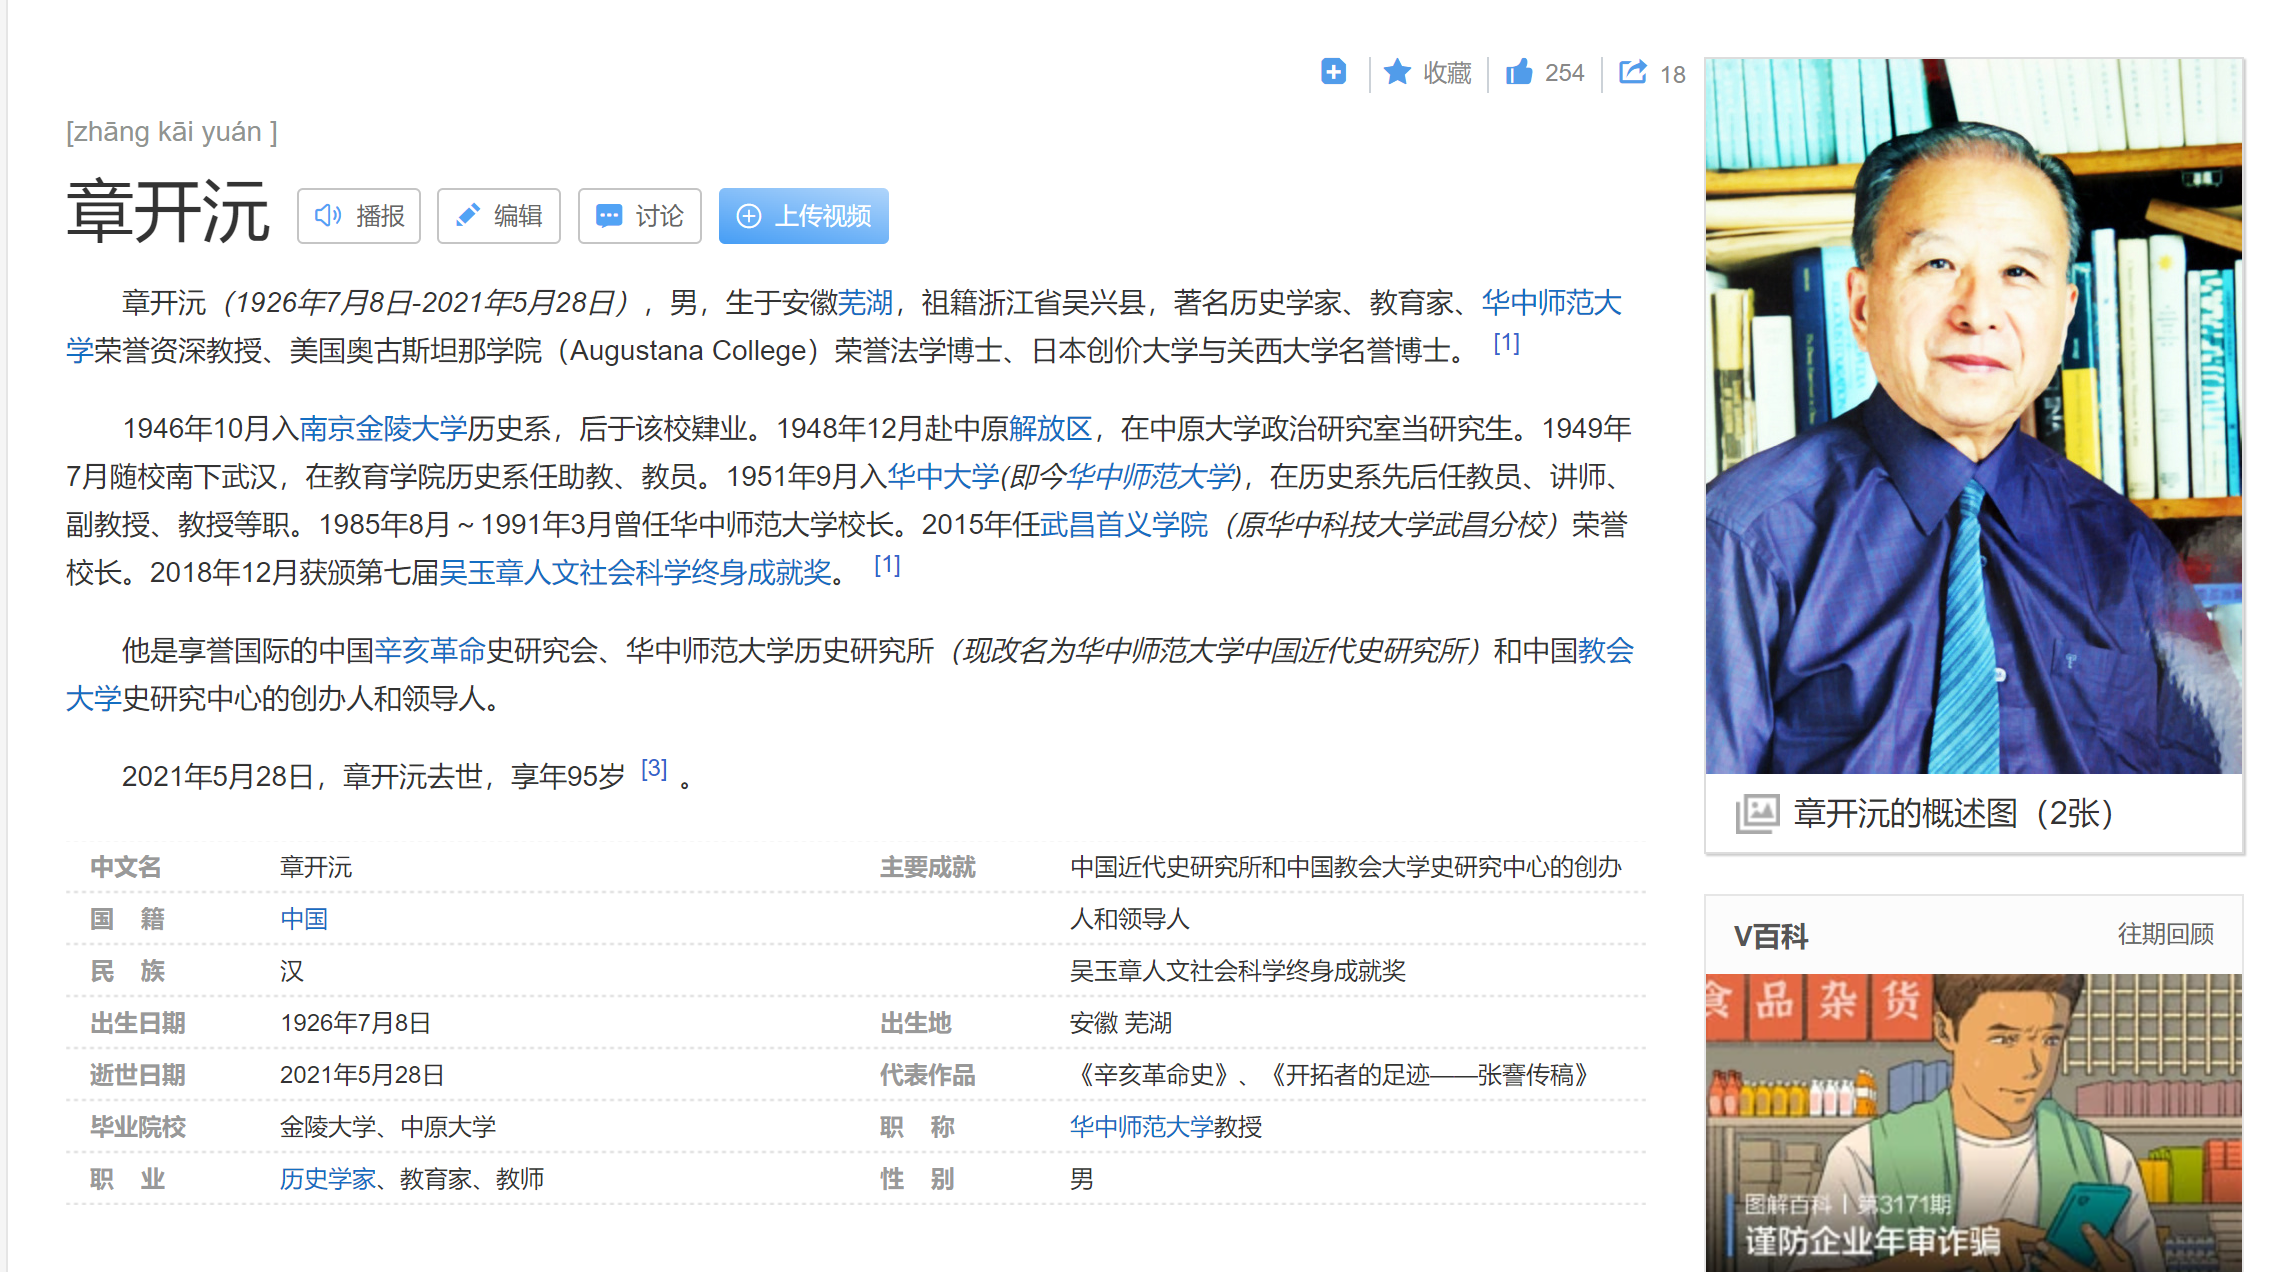 收藏 254 18
[zhāng kāi yuán ]
章开沅 播报 编辑 讨论 上传视频
章开沅（1926年7月8日-2021年5月28日），男，生于安徽芜湖，祖籍浙江省吴兴县，著名历史学家、教育家、华中师范大
学荣誉资深教授、美国奥古斯坦那学院（Augustana College）荣誉法学博士、日本创价大学与关西大学名誉博士。 [1]
1946年10月入南京金陵大学历史系，后于该校肄业。1948年12月赴中原解放区，在中原大学政治研究室当研究生。1949年
7月随校南下武汉，在教育学院历史系任助教、教员。1951年9月入华中大学(即今华中师范大学)，在历史系先后任教员、讲师、
副教授、教授等职。1985年8月～1991年3月曾任华中师范大学校长。2015年任武昌首义学院（原华中科技大学武昌分校）荣誉
校长。2018年12月获颁第七届吴玉章人文社会科学终身成就奖。 [1]
他是享誉国际的中国辛亥革命史研究会、华中师范大学历史研究所（现改名为华中师范大学中国近代史研究所）和中国教会
大学史研究中心的创办人和领导人。
2021年5月28日，章开沅去世，享年95岁 [3] 。
中文名 章开沅 主要成就 中国近代史研究所和中国教会大学史研究中心的创办
国 籍 中国 人和领导人
民 族 汉 吴玉章人文社会科学终身成就奖
出生日期 1926年7月8日 出生地 安徽 芜湖
逝世日期 2021年5月28日 代表作品 《辛亥革命史》、《开拓者的足迹——张謇传稿》
毕业院校 金陵大学、中原大学 职 称 华中师范大学教授
职 业 历史学家、教育家、教师 性 别 男
章开沅的概述图（2张）
V百科 往期回顾
食品杂货
图解百科丨第3171期
谨防企业年审诈骗